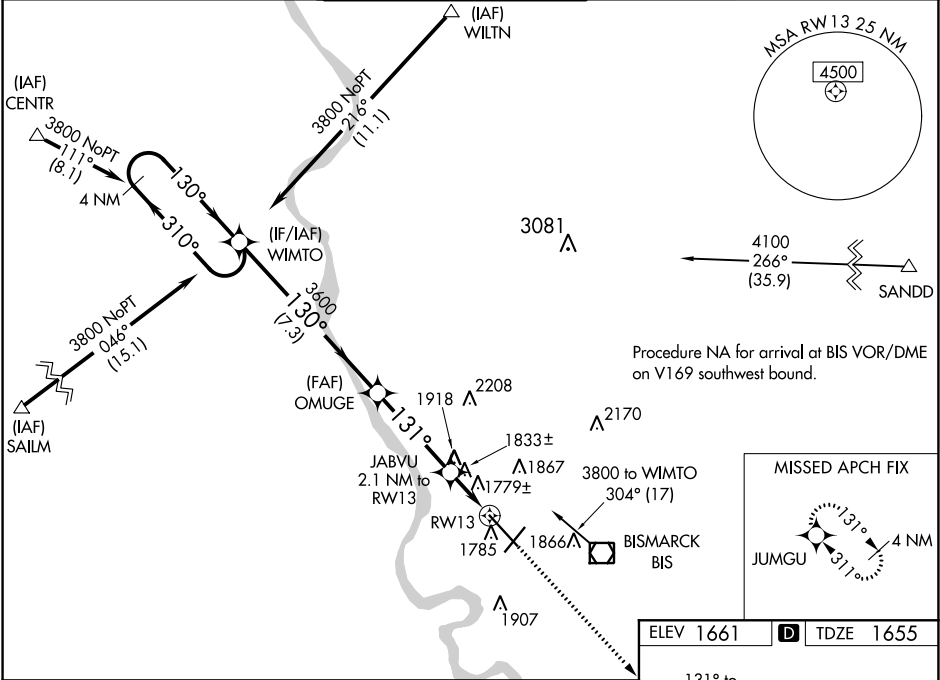 (IAF)
WILTN
MSA RW 13 25 NM
4500
(IAF)
CENTR
3800 NoPT
216°
(11.1)
3800 NoPT
111°
(8.1)
4 NM
130°
310°
(IF/IAF)
WIMTO
3081
4100
266°
(35.9)
SANDD
3600
130°
(7.3)
3800 NoPT
046°
(15.1)
Procedure NA for arrival at BIS VOR/DME
on V169 southwest bound.
(IAF)
SAILM
(FAF)
OMUGE
1918
2208
2170
131°
1833±
1867
JABVU
2.1 NM to
RW13
1779±
3800 to WIMTO
304° (17)
RW13
1785
1866
BISMARCK
BIS
1907
MISSED APCH FIX
131°
4 NM
JUMGU
311°
ELEV 1661
D
TDZE 1655